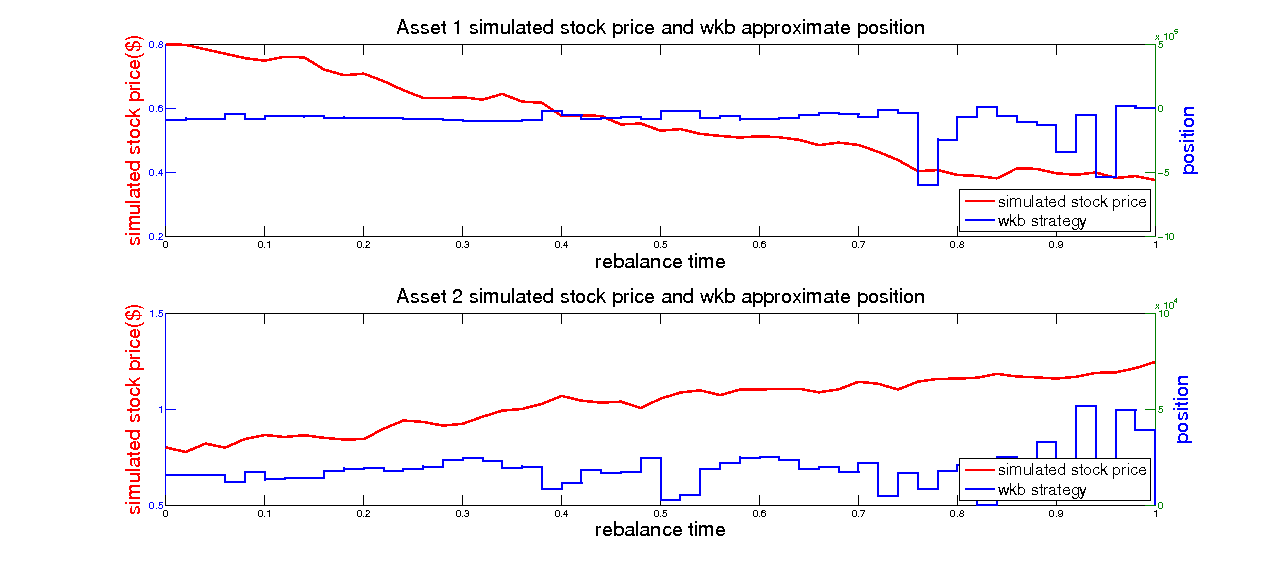 Asset 1 simulated stock price and wkb approximate position
x 10^6
simulated stock price($)
0.8
0.6
0.4
0.2
5
0
-5
-10
position
simulated stock price
wkb strategy
0 0.1 0.2 0.3 0.4 0.5 0.6 0.7 0.8 0.9 1
rebalance time
Asset 2 simulated stock price and wkb approximate position
x 10^4
simulated stock price($)
1.5
1
0.5
10
5
0
position
simulated stock price
wkb strategy
0 0.1 0.2 0.3 0.4 0.5 0.6 0.7 0.8 0.9 1
rebalance time